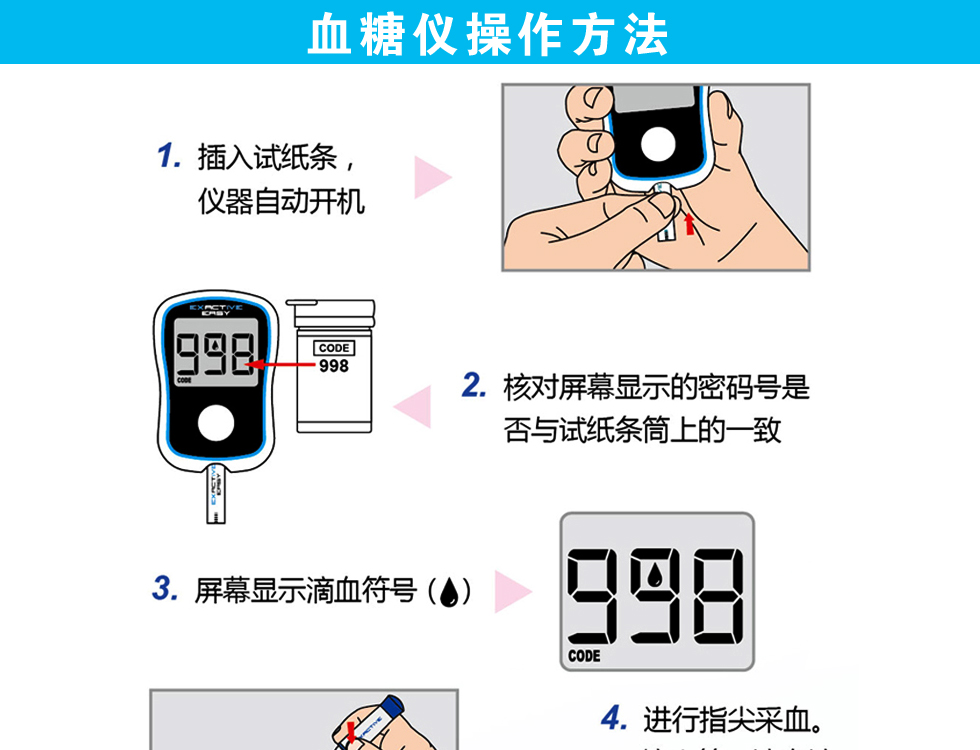 血糖仪操作方法
1. 插入试纸条，
仪器自动开机
EXACTIVE
EASY
998
CODE
CODE
998
EXACTIVE
EASY
2. 核对屏幕显示的密码号是
否与试纸条筒上的一致
3. 屏幕显示滴血符号（）
998
CODE
EXACTIVE
4. 进行指尖采血。